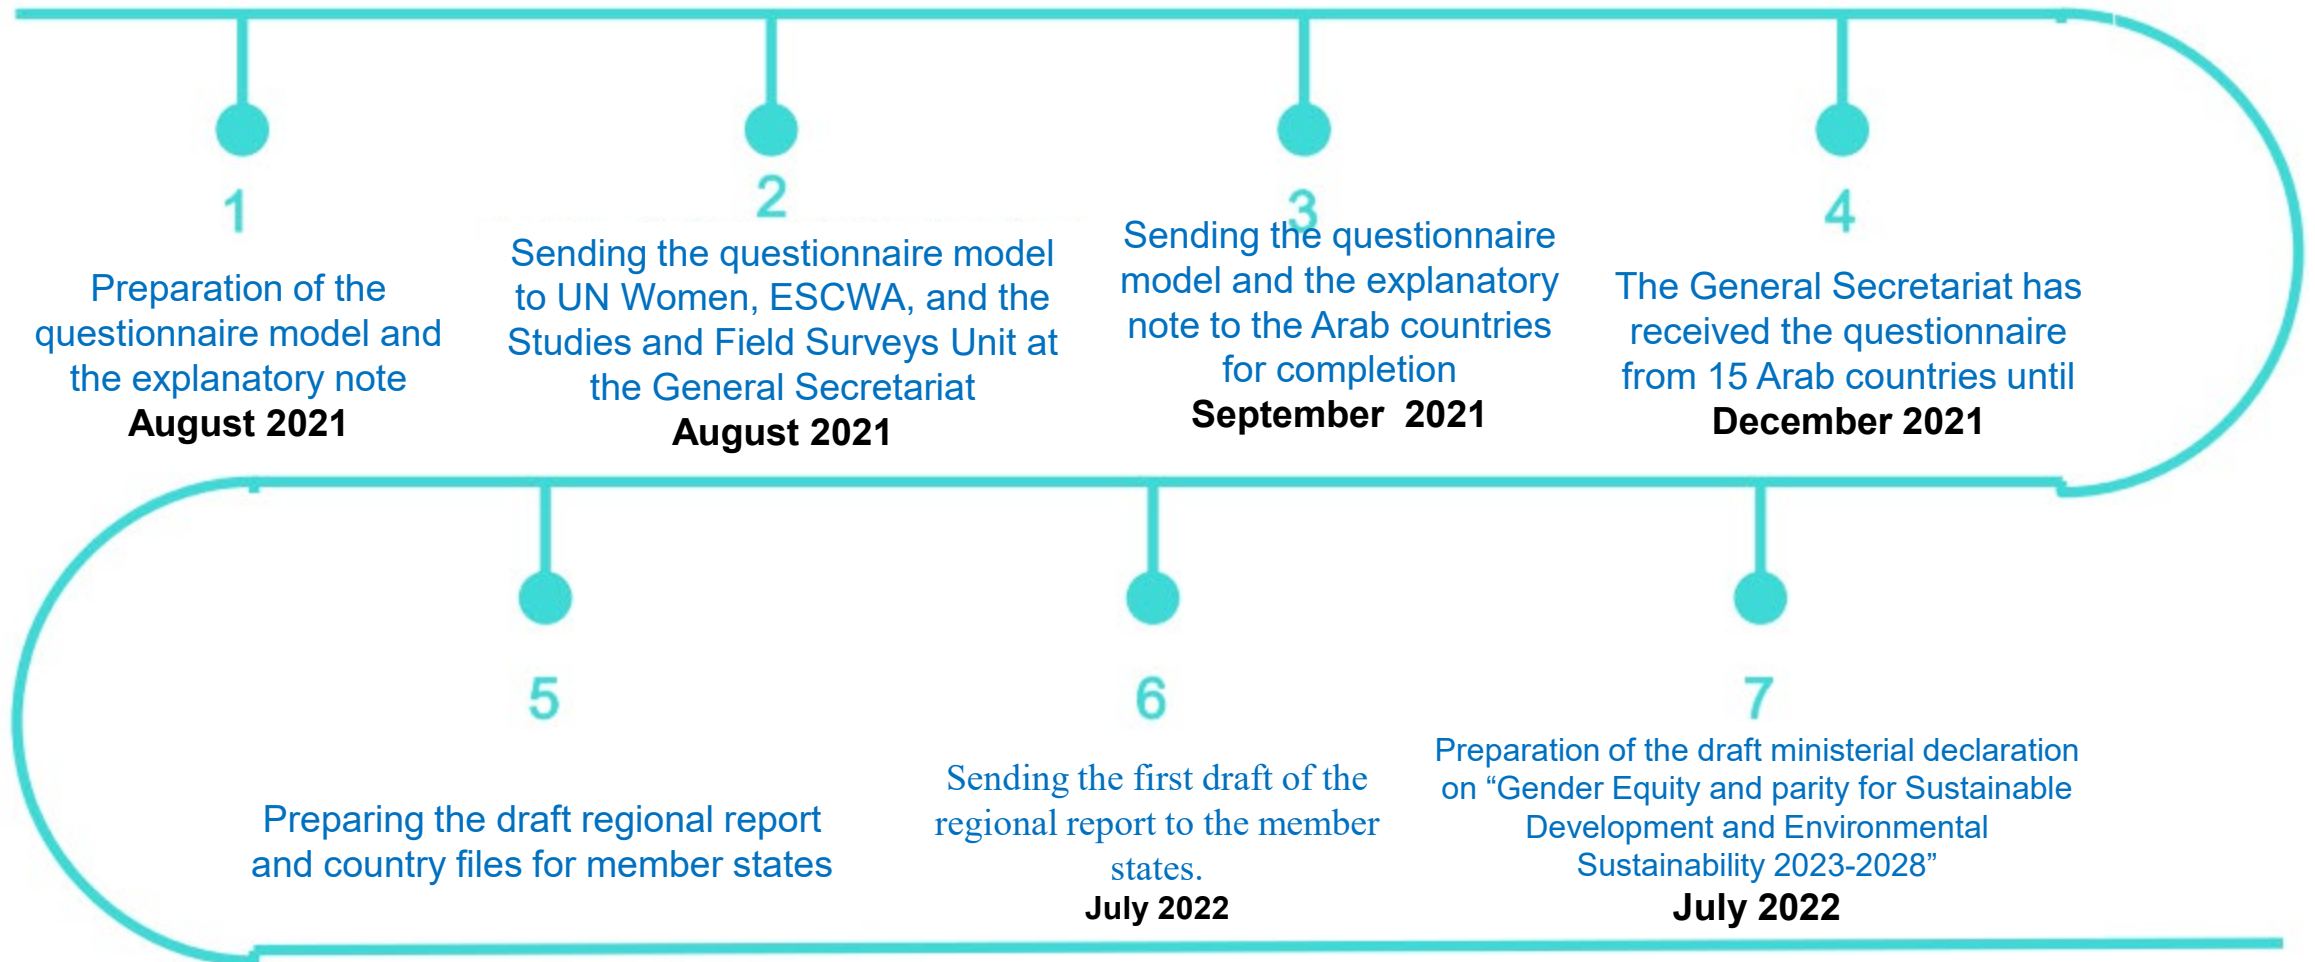 1
Preparation of the
questionnaire model and
the explanatory note
August 2021
2
Sending the questionnaire model
to UN Women, ESCWA, and the
Studies and Field Surveys Unit at
the General Secretariat
August 2021
3
Sending the questionnaire
model and the explanatory
note to the Arab countries
for completion
September 2021
4
The General Secretariat has
received the questionnaire
from 15 Arab countries until
December 2021
5
Preparing the draft regional report
and country files for member states
6
Sending the first draft of the
regional report to the member
states.
July 2022
7
Preparation of the draft ministerial declaration
on “Gender Equity and parity for Sustainable
Development and Environmental
Sustainability 2023-2028”
July 2022